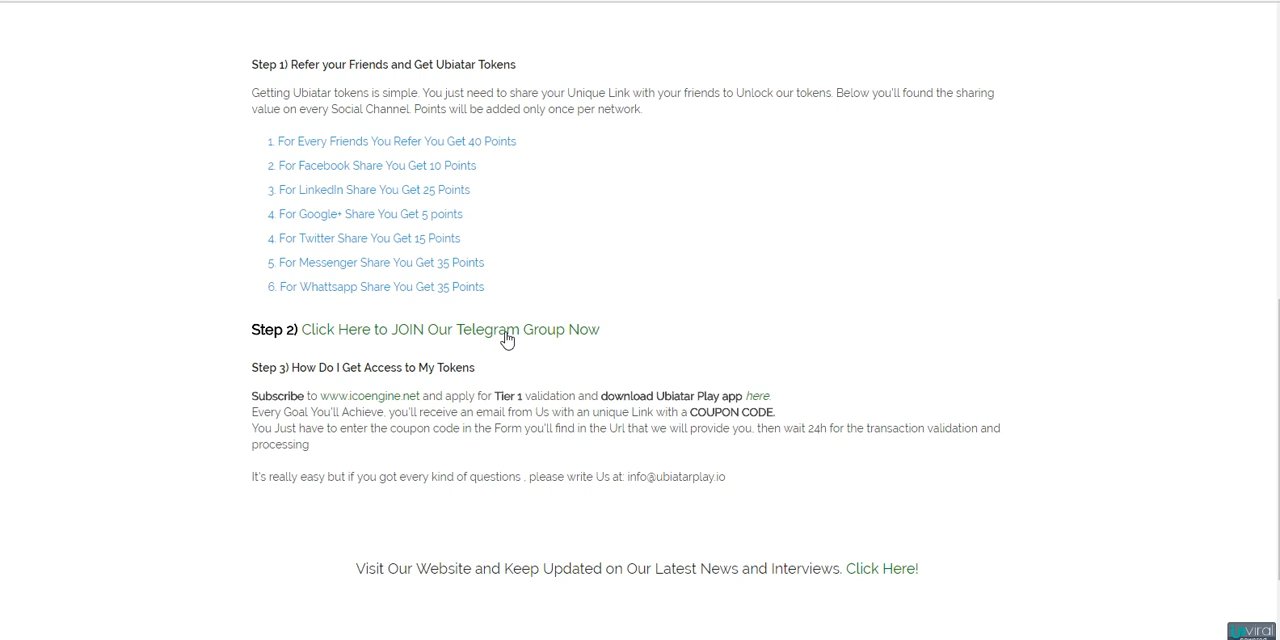 Step 1) Refer your Friends and Get Ubiatar Tokens
Getting Ubiatar tokens is simple. You just need to share your Unique Link with your friends to Unlock our tokens. Below you'll found the sharing
value on every Social Channel. Points will be added only once per network.
1. For Every Friends You Refer You Get 40 Points
2. For Facebook Share You Get 10 Points
3. For LinkedIn Share You Get 25 Points
4. For Google+ Share You Get 5 points
4. For Twitter Share You Get 15 Points
5. For Messenger Share You Get 35 Points
6. For Whattsapp Share You Get 35 Points
Step 2) Click Here to JOIN Our Telegram Group Now
Step 3) How Do I Get Access to My Tokens
Subscribe to www.icoengine.net and apply for Tier 1 validation and download Ubiatar Play app here.
Every Goal You'll Achieve, you'll receive an email from Us with an unique Link with a COUPON CODE.
You Just have to enter the coupon code in the Form you'll find in the Url that we will provide you, then wait 24h for the transaction validation and
processing
It's really easy but if you got every kind of questions , please write Us at: info@ubiatarplay.io
Visit Our Website and Keep Updated on Our Latest News and Interviews. Click Here!